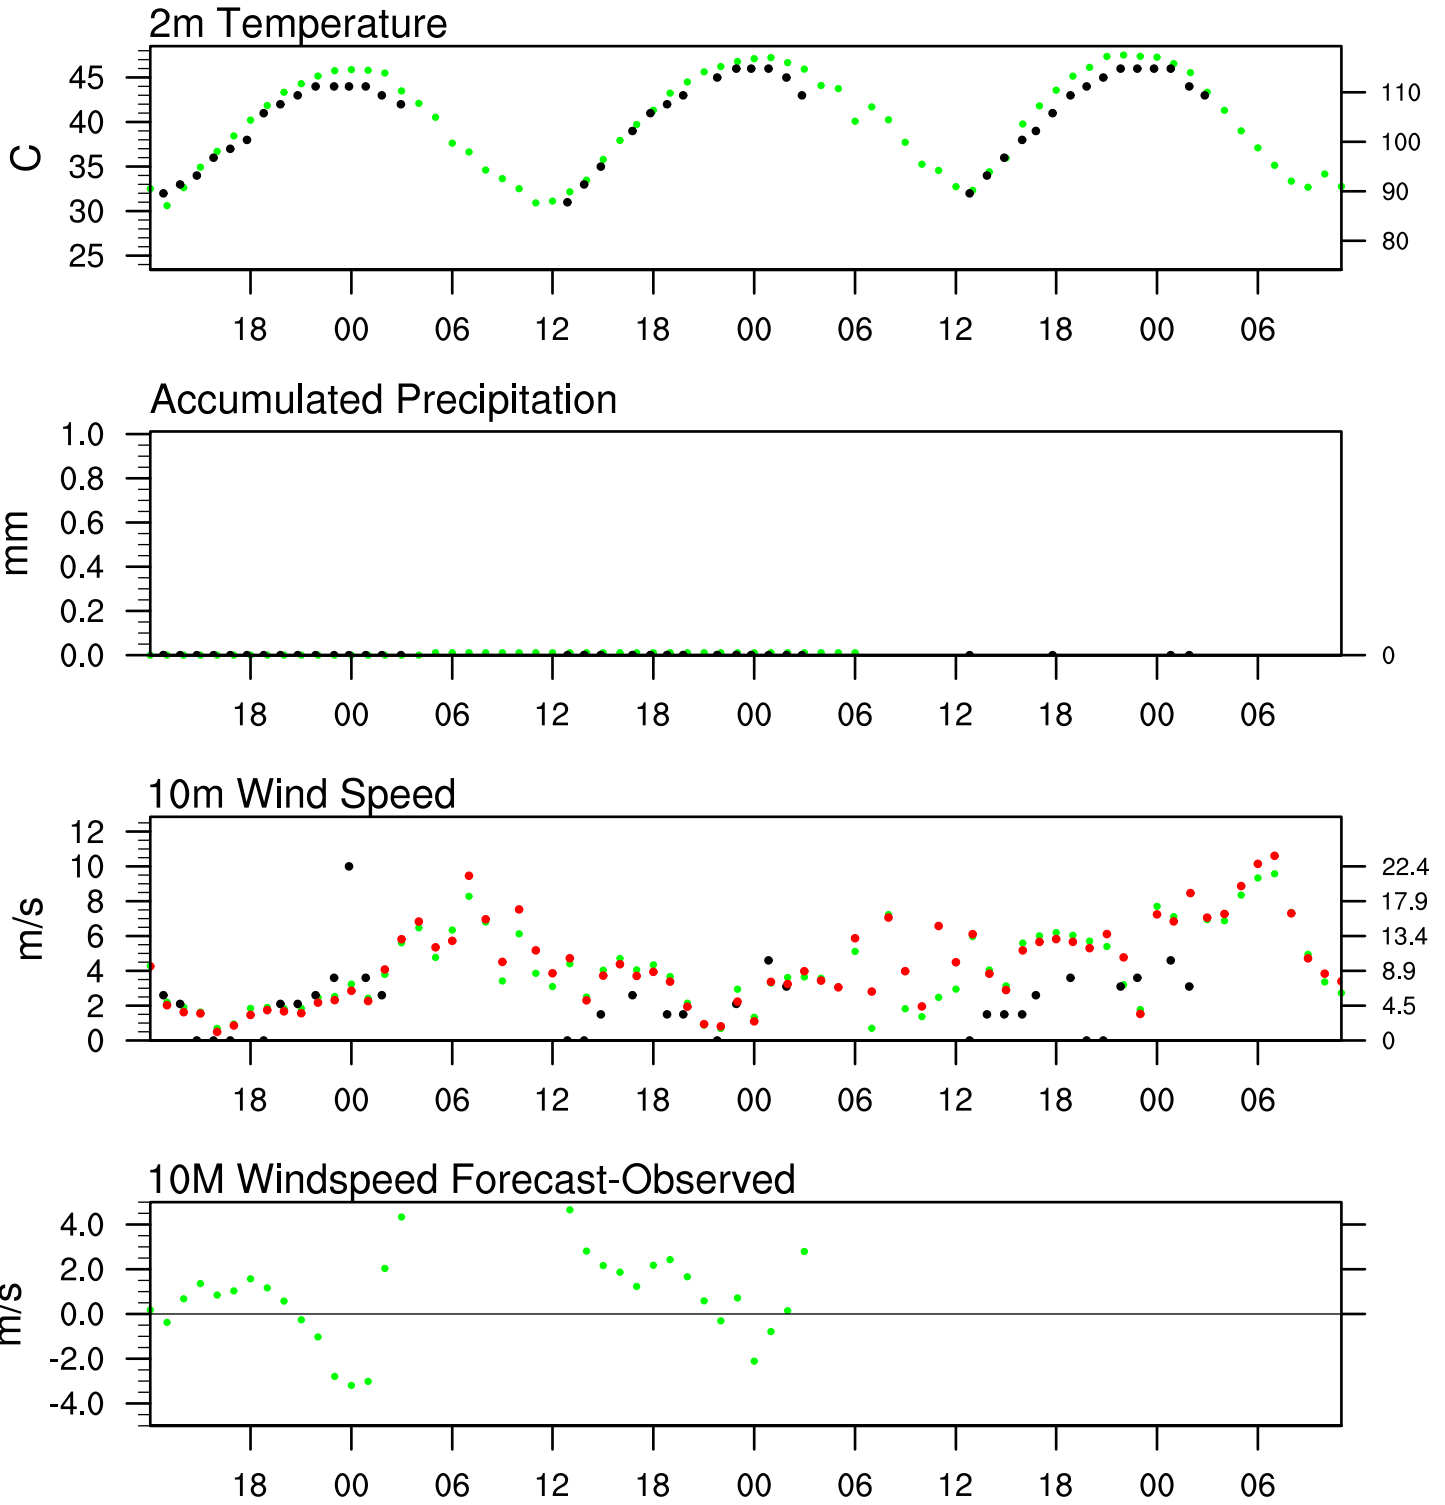 2m Temperature
45
40
35
30
25
C
110
100
90
80
18 00 06 12 18 00 06 12 18 00 06
Accumulated Precipitation
1.0
0.8
0.6
0.4
0.2
0.0
mm
0
18 00 06 12 18 00 06 12 18 00 06
10m Wind Speed
12
10
8
6
4
2
0
m/s
22.4
17.9
13.4
8.9
4.5
0
18 00 06 12 18 00 06 12 18 00 06
10M Windspeed Forecast-Observed
4.0
2.0
0.0
-2.0
-4.0
m/s
18 00 06 12 18 00 06 12 18 00 06